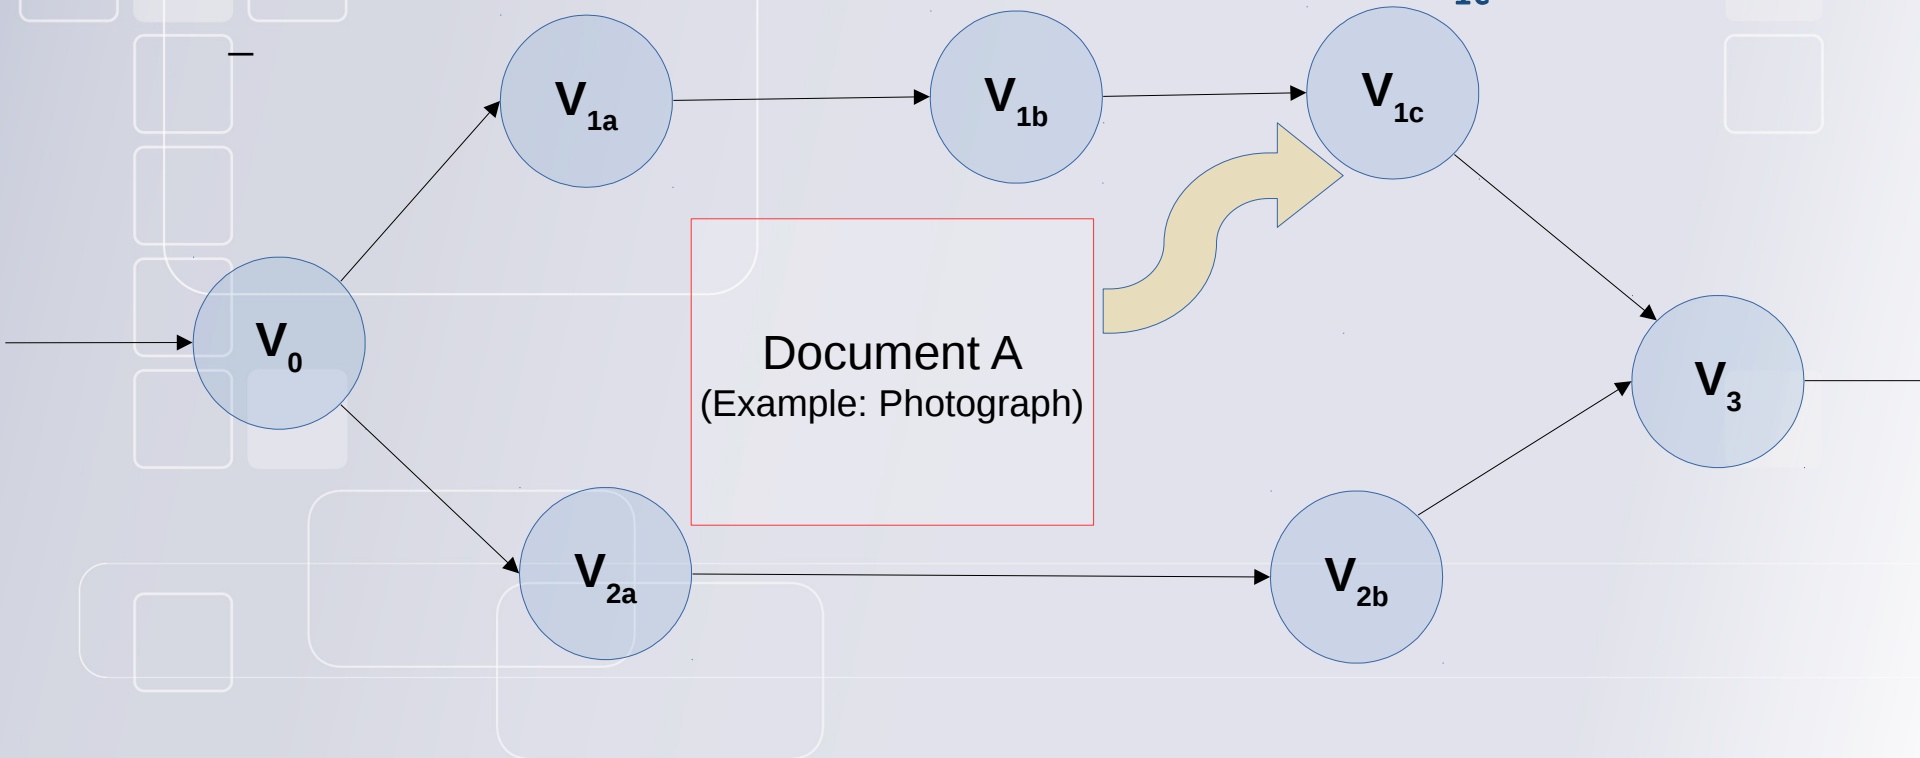 –
V1a
V1b
V1c
V0
Document A
(Example: Photograph)
V3
V2a
V2b